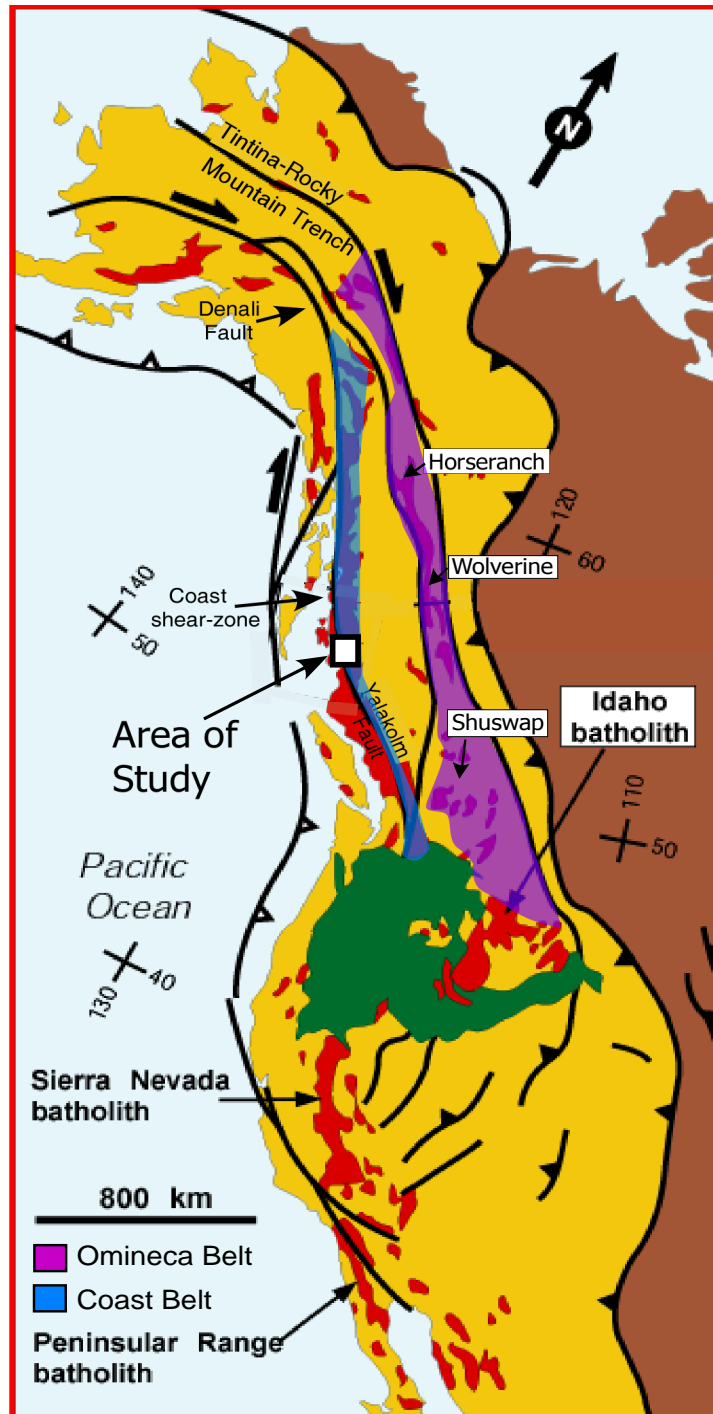 N
Tintina-Rocky
Mountain Trench
Denali
Fault
Horseranch
120
60
Wolverine
140
50
Coast
shear-zone
Idaho
batholith
Yalakolm
Fault
Shuswap
Area of
Study
110
50
Pacific
Ocean
40
130
Sierra Nevada
batholith
800 km
Omineca Belt
Coast Belt
Peninsular Range
batholith